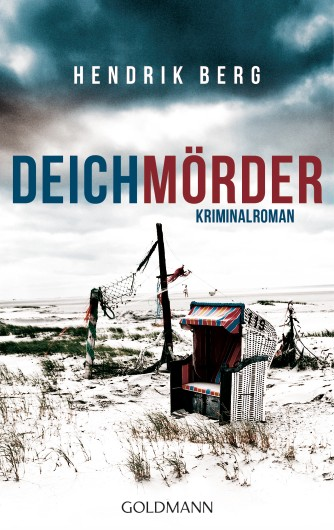 HENDRIK BERG
DEICHMÖRDER
KRIMINALROMAN
GOLDMANN